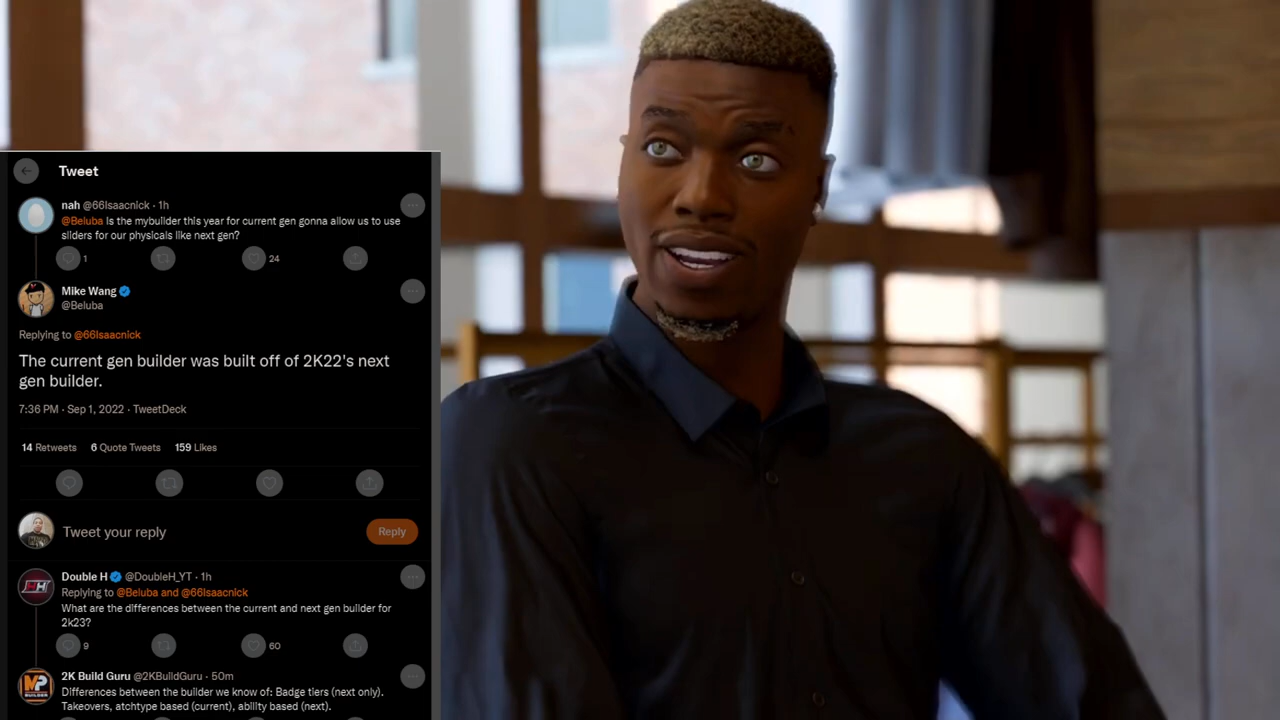 Tweet
nah @66Isaacnick · 1h
@Beluba Is the mybuilder this year for current gen gonna allow us to use
sliders for our physicals like next gen?
1 24
Mike Wang
@Beluba
Replying to @66Isaacnick
The current gen builder was built off of 2K22's next
gen builder.
7:36 PM · Sep 1, 2022 · TweetDeck
14 Retweets 6 Quote Tweets 159 Likes
Tweet your reply Reply
HH
Double H @DoubleH_YT · 1h
Replying to @Beluba and @66Isaacnick
What are the differences between the current and next gen builder for
2k23?
9 60
MP
BUILDER
2K Build Guru @2KBuildGuru · 50m
Differences between the builder we know of: Badge tiers (next only).
Takeovers, atchtype based (current), ability based (next).